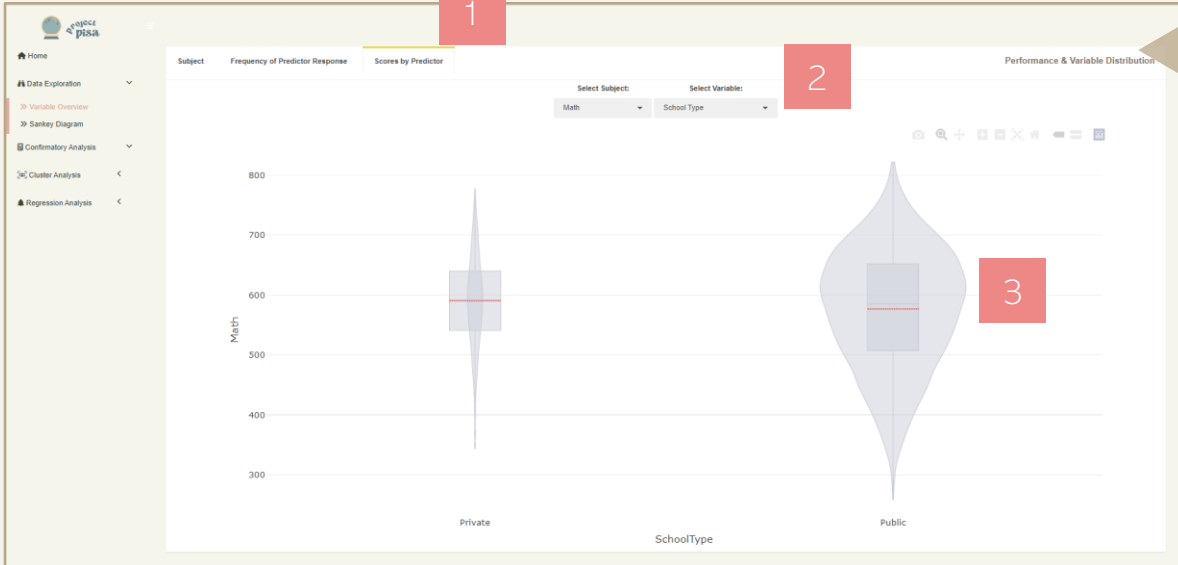 1
project
pisa
Home
Subject
Frequency of Predictor Response
Scores by Predictor
Performance & Variable Distribution
2
Data Exploration
Select Subject:
Select Variable:
Variable Overview
Math
School Type
Sankey Diagram
Confirmatory Analysis
Cluster Analysis
Regression Analysis
800
700
600
500
400
300
Math
3
Private
Public
SchoolType